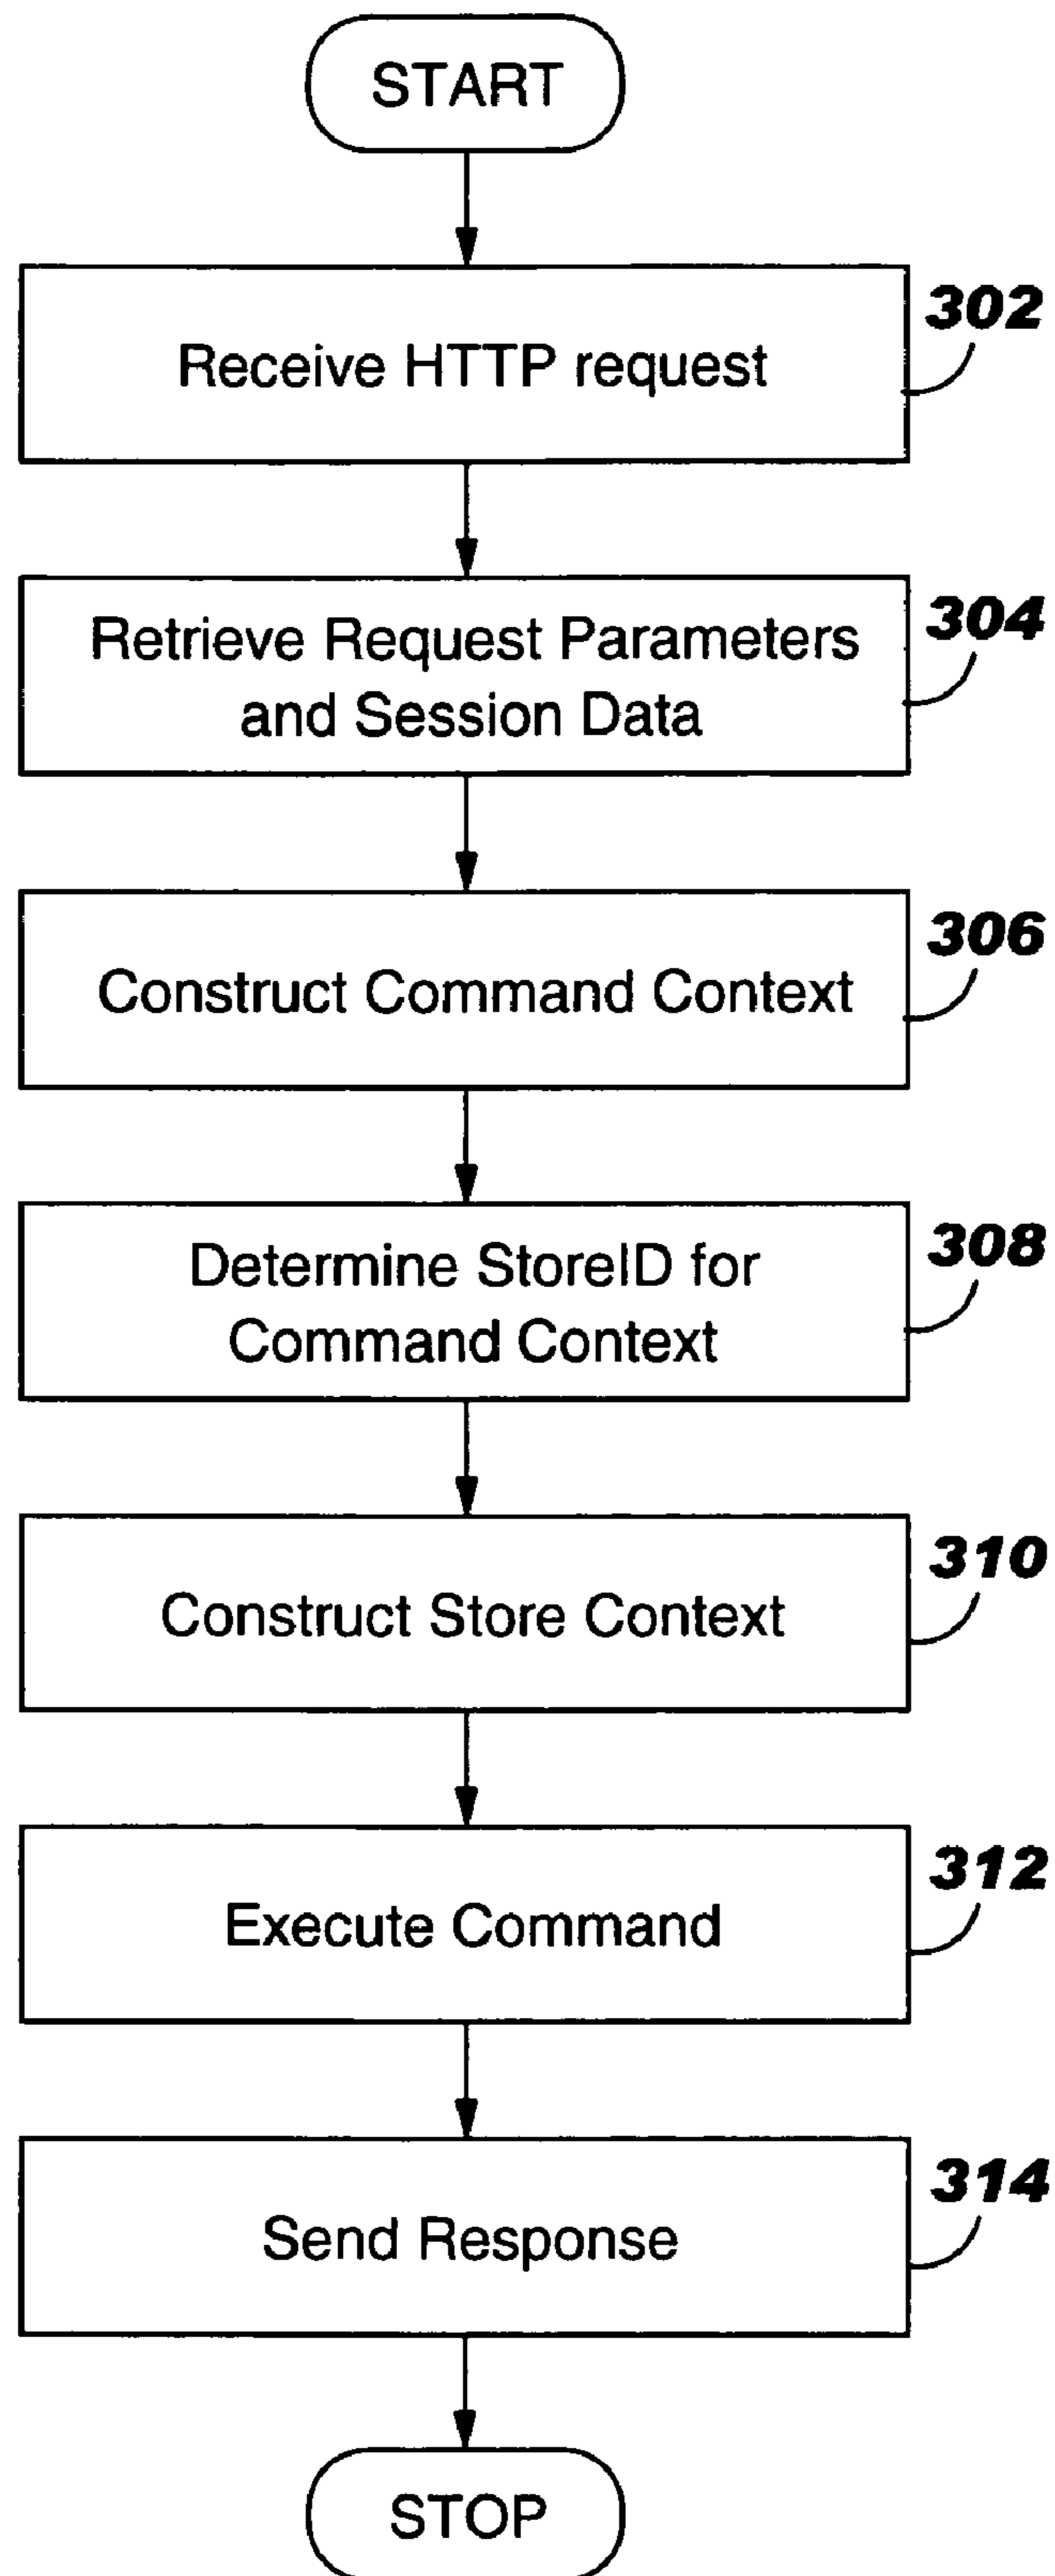 START
Receive HTTP request
302
Retrieve Request Parameters
and Session Data
304
Construct Command Context
306
Determine StoreID for
Command Context
308
Construct Store Context
310
Execute Command
312
Send Response
314
STOP